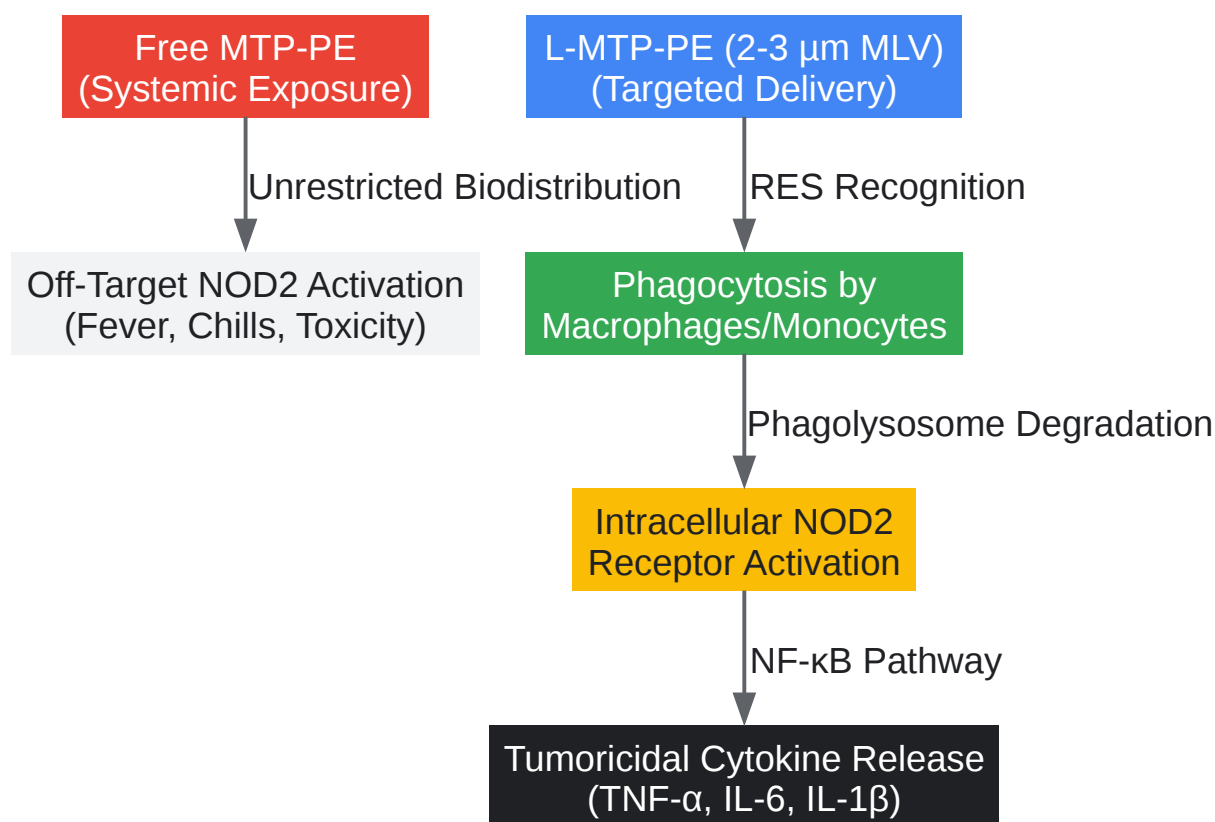 Free MTP-PE
(Systemic Exposure)
L-MTP-PE (2-3 µm MLV)
(Targeted Delivery)
Unrestricted Biodistribution
RES Recognition
Off-Target NOD2 Activation
(Fever, Chills, Toxicity)
Phagocytosis by
Macrophages/Monocytes
Phagolysosome Degradation
Intracellular NOD2
Receptor Activation
NF-κB Pathway
Tumoricidal Cytokine Release
(TNF-α, IL-6, IL-1β)